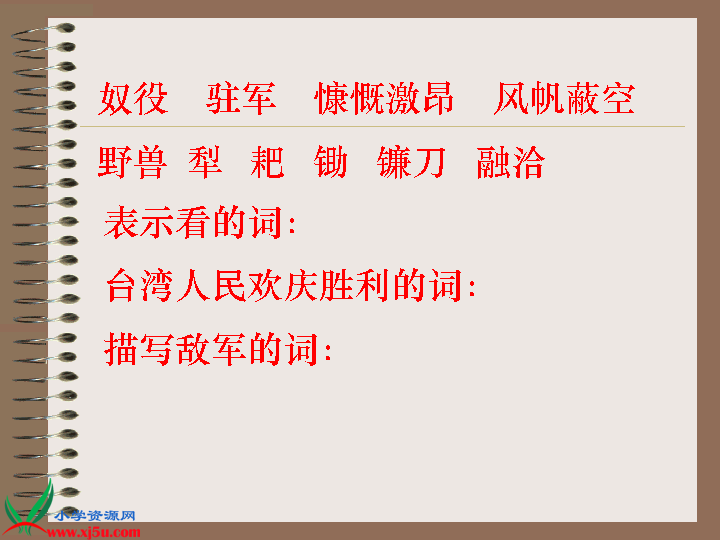 奴役 驻军 慷慨激昂 风帆蔽空
野兽 犁 耙 锄 镰刀 融洽
表示看的词：
台湾人民欢庆胜利的词：
描写敌军的词：
小学资源网
www.xj5u.com